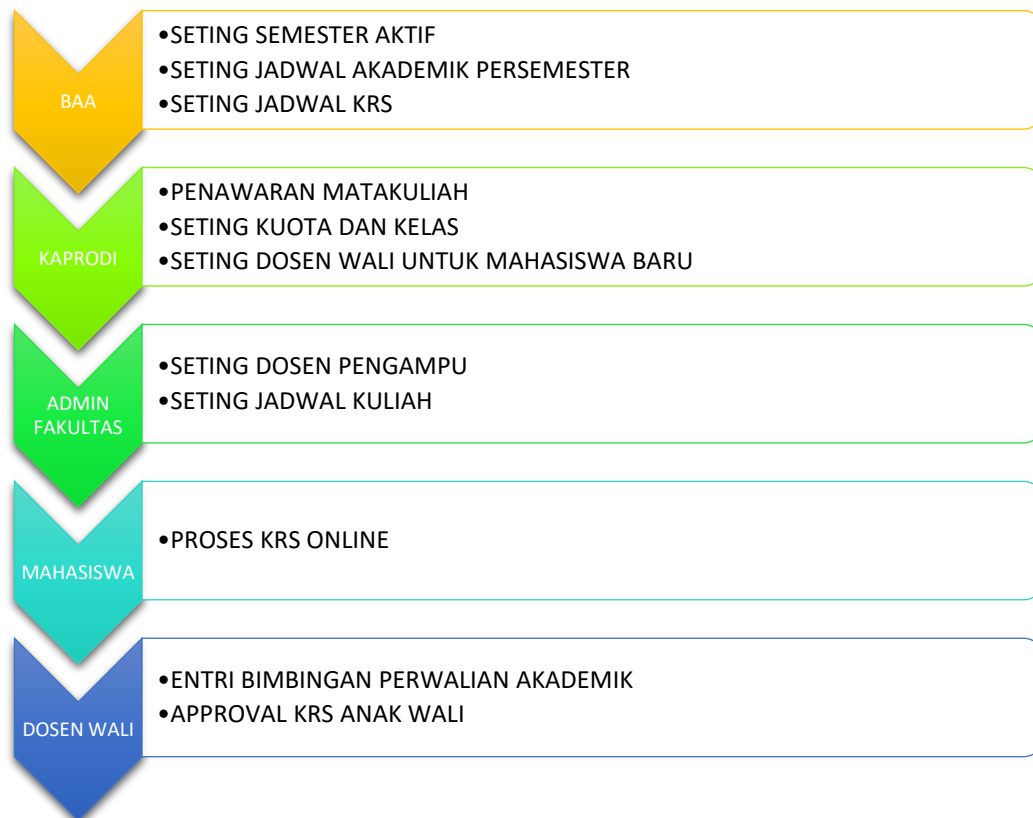 BAA
•SETING SEMESTER AKTIF
•SETING JADWAL AKADEMIK PERSEMESTER
•SETING JADWAL KRS
KAPRODI
•PENAWARAN MATAKULIAH
•SETING KUOTA DAN KELAS
•SETING DOSEN WALI UNTUK MAHASISWA BARU
ADMIN
FAKULTAS
•SETING DOSEN PENGAMPU
•SETING JADWAL KULIAH
MAHASISWA
•PROSES KRS ONLINE
DOSEN WALI
•ENTRI BIMBINGAN PERWALIAN AKADEMIK
•APPROVAL KRS ANAK WALI